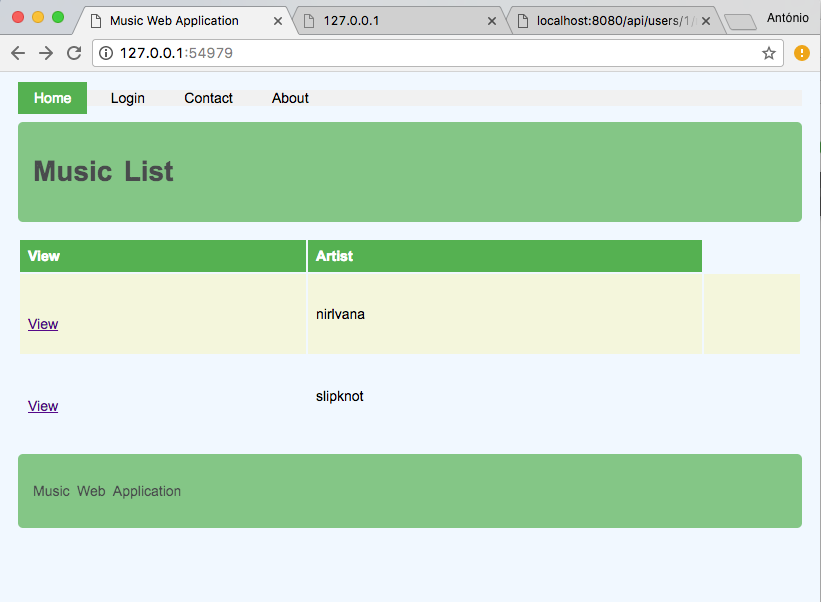 Music Web Application
127.0.0.1
localhost:8080/api/users/1/
António
127.0.0.1:54979
Home Login Contact About
Music List
View Artist
View nirlvana
View slipknot
Music Web Application